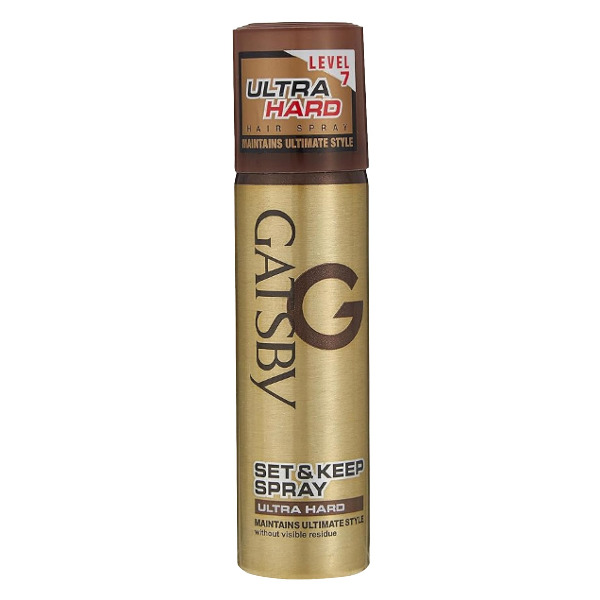 LEVEL
7
ULTRA
HARD
HAIR SPRAY
MAINTAINS ULTIMATE STYLE
G
GATSBY
SET & KEEP
SPRAY
ULTRA HARD
MAINTAINS ULTIMATE STYLE
without visible residue